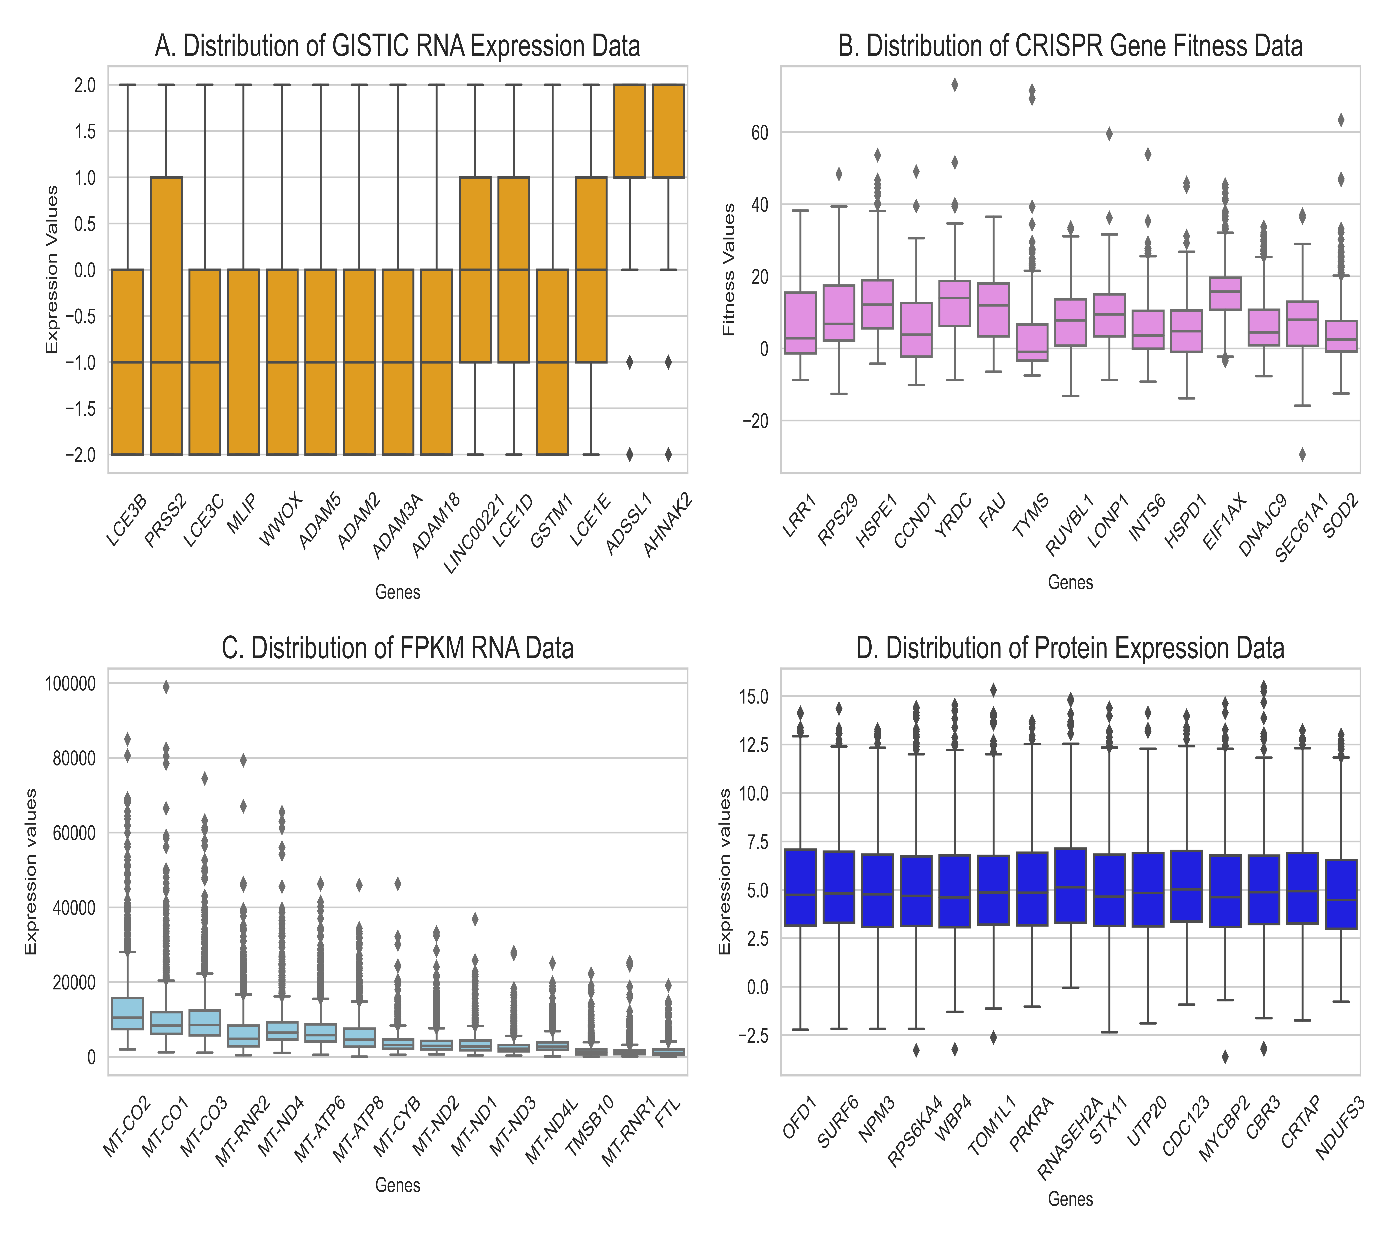 A. Distribution of GISTIC RNA Expression Data
Expression Values
2.0
1.5
1.0
0.5
0.0
−0.5
−1.0
−1.5
−2.0
LCE3B
PRSS2
LCE3C
MLIP
WWOX
ADAM5
ADAM2
ADAM3A
ADAM18
LINC00221
LCE1D
GSTM1
LCE1E
ADSSL1
AHNAK2
Genes
B. Distribution of CRISPR Gene Fitness Data
Fitness Values
60
40
20
0
−20
LRR1
RPS29
HSPE1
CCND1
YRDC
FAU
TYMS
RUVBL1
LONP1
INTS6
HSPD1
EIF1AX
DNAJC9
SEC61A1
SOD2
Genes
C. Distribution of FPKM RNA Data
Expression values
100000
80000
60000
40000
20000
0
MT-CO2
MT-CO1
MT-CO3
MT-RNR2
MT-ND4
MT-ATP6
MT-ATP8
MT-CYB
MT-ND2
MT-ND1
MT-ND3
MT-ND4L
TMSB10
MT-RNR1
FTL
Genes
D. Distribution of Protein Expression Data
Expression values
15.0
12.5
10.0
7.5
5.0
2.5
0.0
−2.5
OFD1
SURF6
NPM3
RPS6KA4
WBP4
TOM1L1
PRKRA
RNASEH2A
STX11
UTP20
CDC123
MYCBP2
CBR3
CRTAP
NDUFS3
Genes